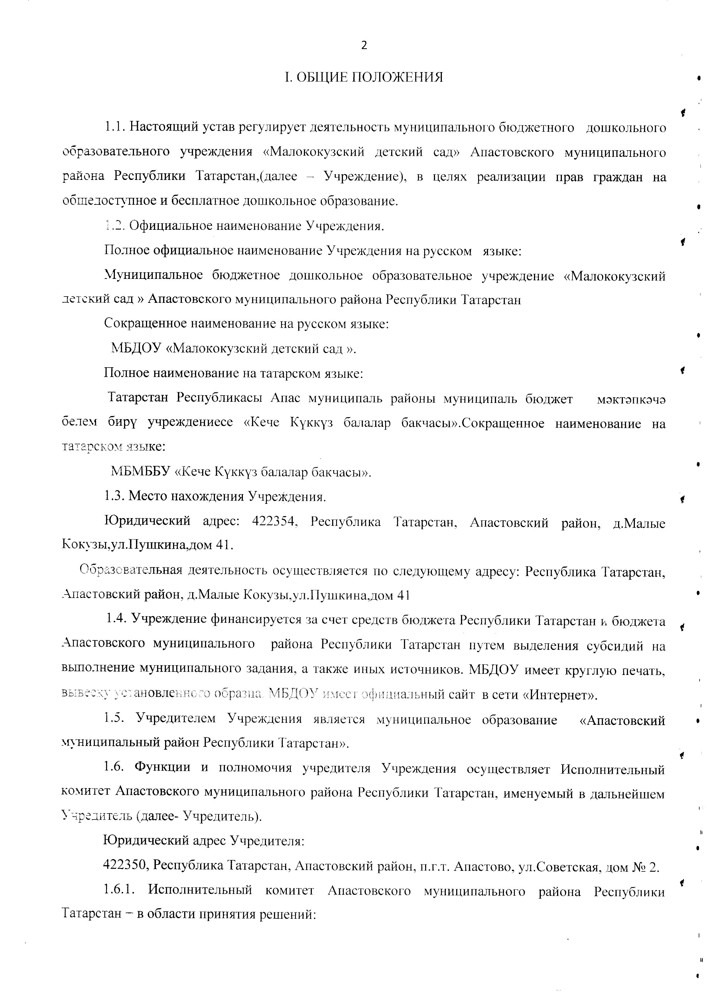 2
I. ОБЩИЕ ПОЛОЖЕНИЯ
1.1. Настоящий устав регулирует деятельность муниципального бюджетного дошкольного
образовательного учреждения «Малококузский детский сад» Апастовского муниципального
района Республики Татарстан,(далее – Учреждение), в целях реализации прав граждан на
общедоступное и бесплатное дошкольное образование.
1.2. Официальное наименование Учреждения.
Полное официальное наименование Учреждения на русском языке:
Муниципальное бюджетное дошкольное образовательное учреждение «Малококузский
детский сад » Апастовского муниципального района Республики Татарстан
Сокращенное наименование на русском языке:
МБДОУ «Малококузский детский сад ».
Полное наименование на татарском языке:
Татарстан Республикасы Апас муниципаль районы муниципаль бюджет мәктәпкәчә
белем бирү учреждениесе «Кече Күккүз балалар бакчасы».Сокращенное наименование на
татарском языке:
МБМББУ «Кече Күккүз балалар бакчасы».
1.3. Место нахождения Учреждения.
Юридический адрес: 422354, Республика Татарстан, Апастовский район, д.Малые
Кокузы,ул.Пушкина,дом 41.
Образовательная деятельность осуществляется по следующему адресу: Республика Татарстан,
Апастовский район, д.Малые Кокузы,ул.Пушкина,дом 41
1.4. Учреждение финансируется за счет средств бюджета Республики Татарстан и бюджета
Апастовского муниципального района Республики Татарстан путем выделения субсидий на
выполнение муниципального задания, а также иных источников. МБДОУ имеет круглую печать,
вывеску установленного образца. МБДОУ имеет официальный сайт в сети «Интернет».
1.5. Учредителем Учреждения является муниципальное образование «Апастовский
муниципальный район Республики Татарстан».
1.6. Функции и полномочия учредителя Учреждения осуществляет Исполнительный
комитет Апастовского муниципального района Республики Татарстан, именуемый в дальнейшем
Учредитель (далее- Учредитель).
Юридический адрес Учредителя:
422350, Республика Татарстан, Апастовский район, п.г.т. Апастово, ул.Советская, дом № 2.
1.6.1. Исполнительный комитет Апастовского муниципального района Республики
Татарстан – в области принятия решений: